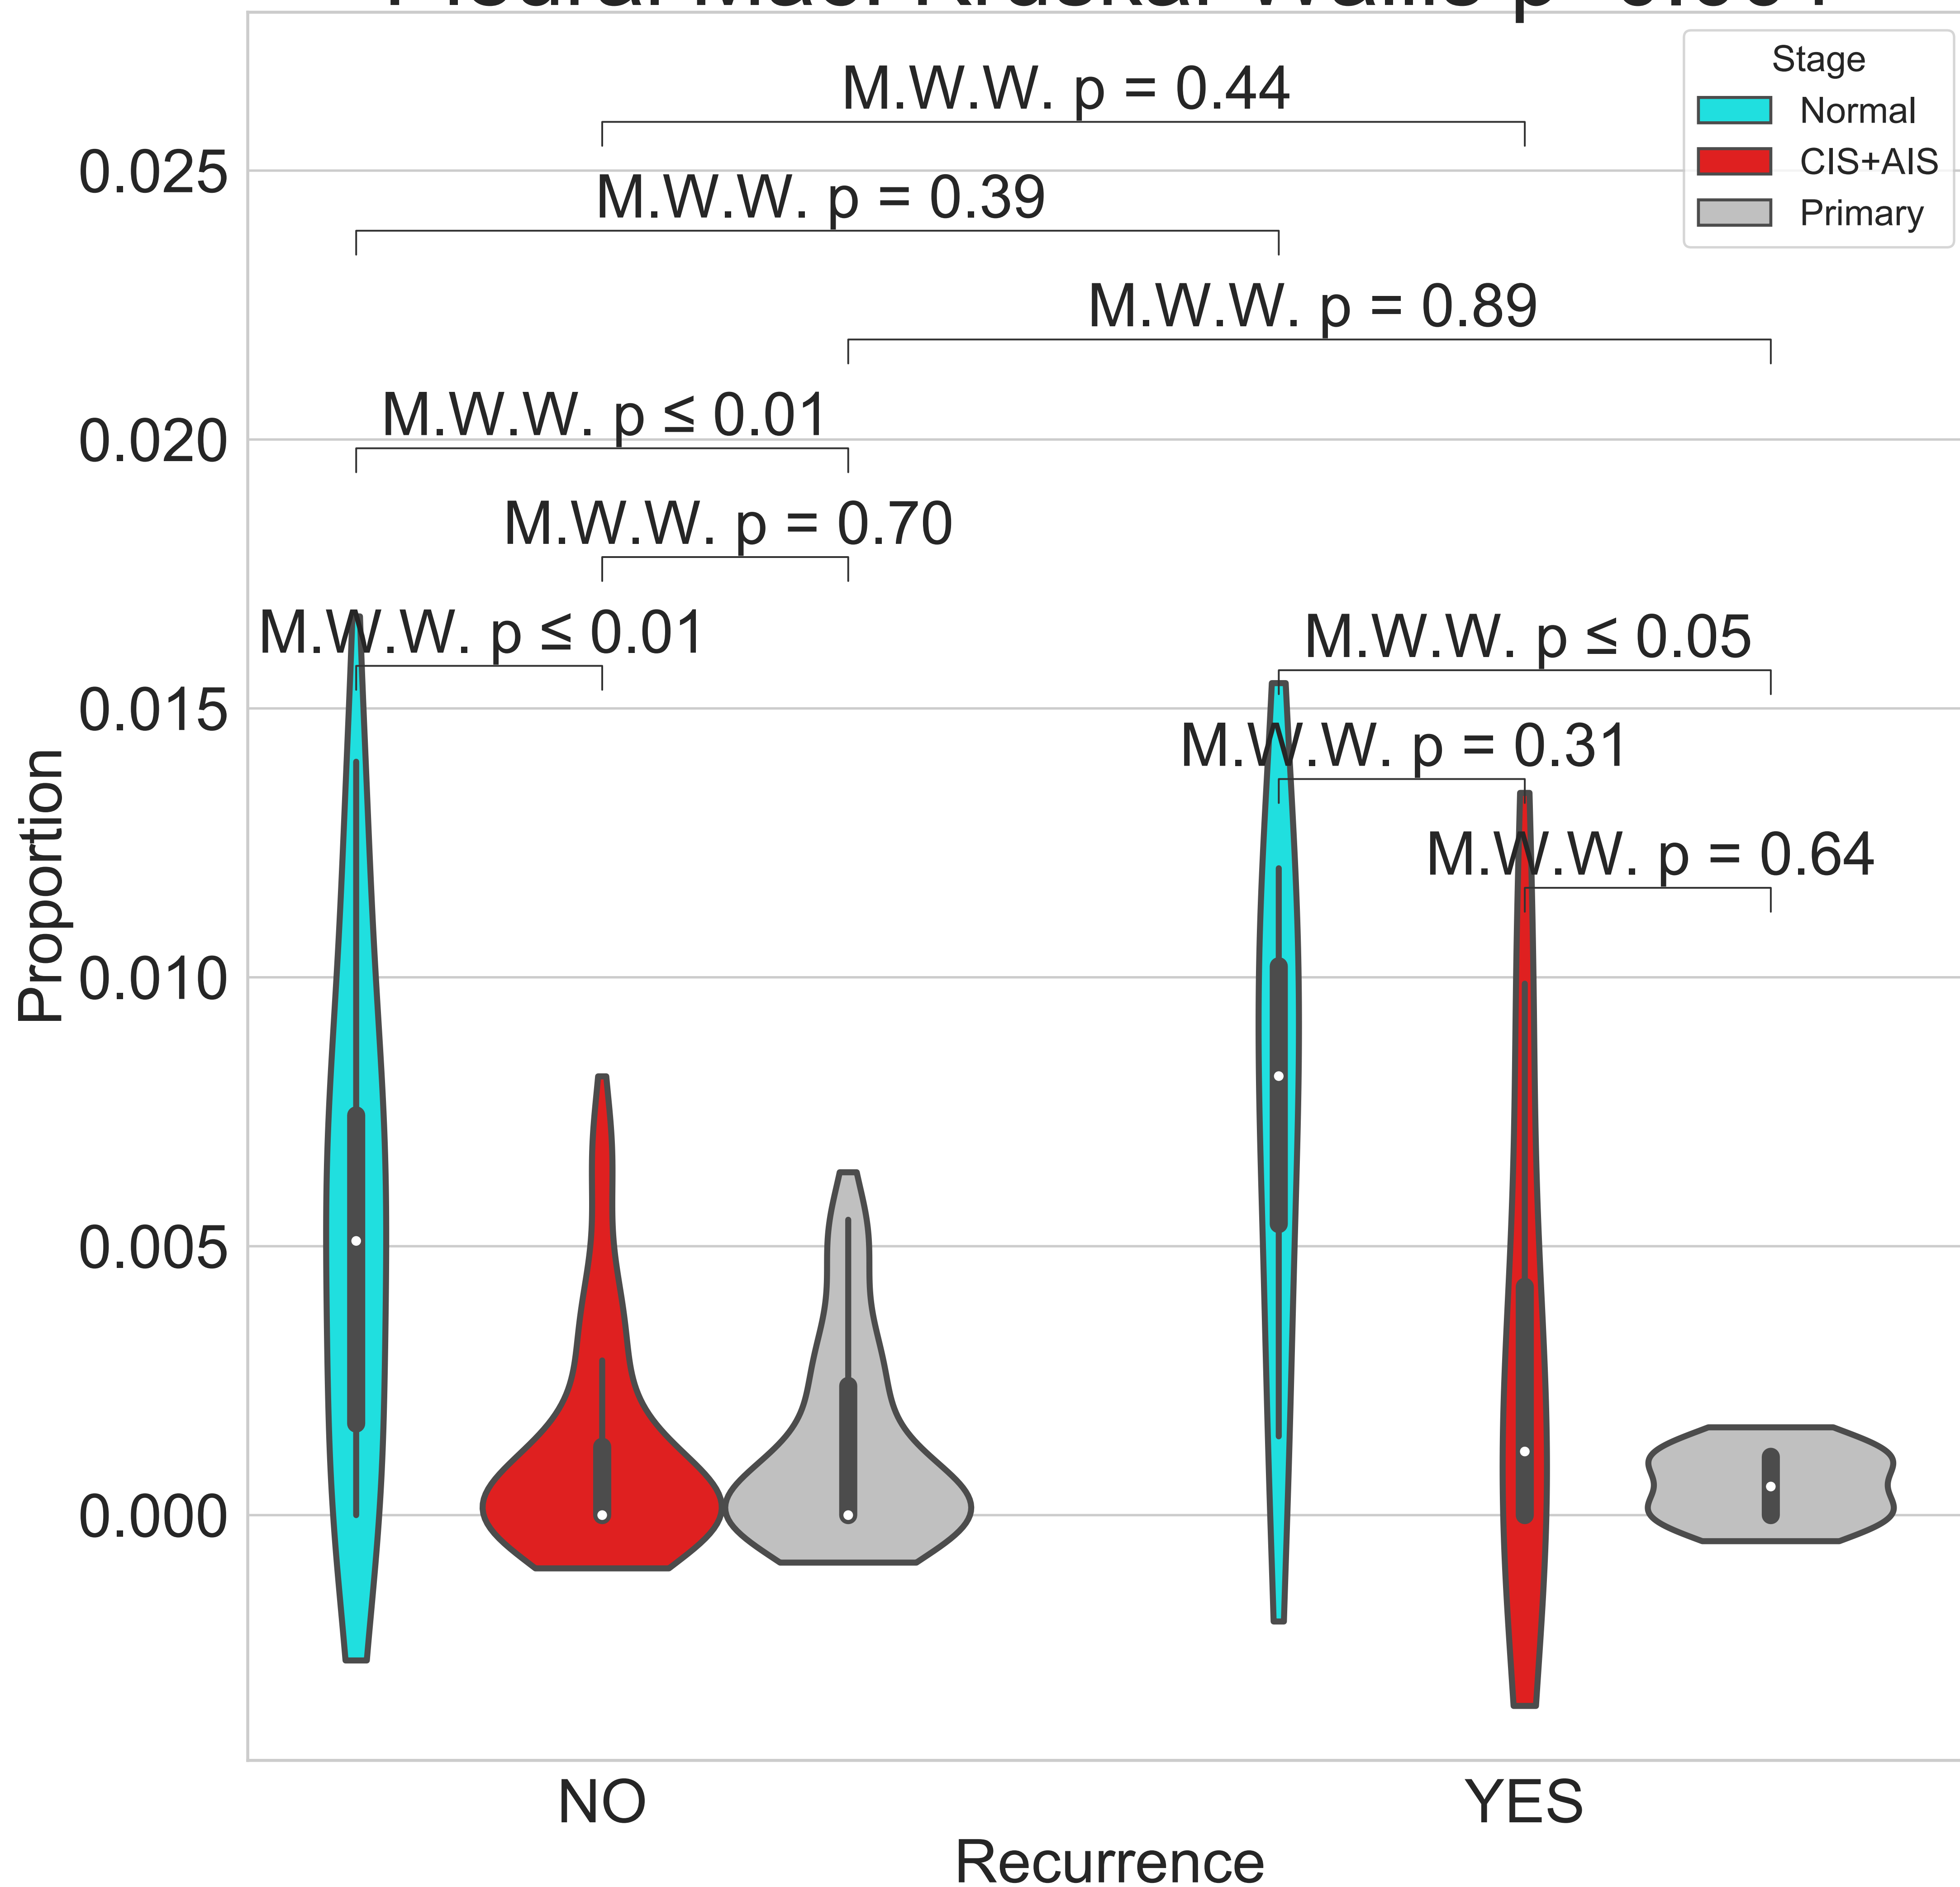 Stage
Normal
CIS+AIS
Primary
M.W.W. p = 0.44
0.025
M.W.W. p = 0.39
M.W.W. p = 0.89
M.W.W. p ≤ 0.01
0.020
M.W.W. p = 0.70
M.W.W. p ≤ 0.01
M.W.W. p ≤ 0.05
0.015
M.W.W. p = 0.31
M.W.W. p = 0.64
Proportion
0.010
0.005
0.000
NO
YES
Recurrence